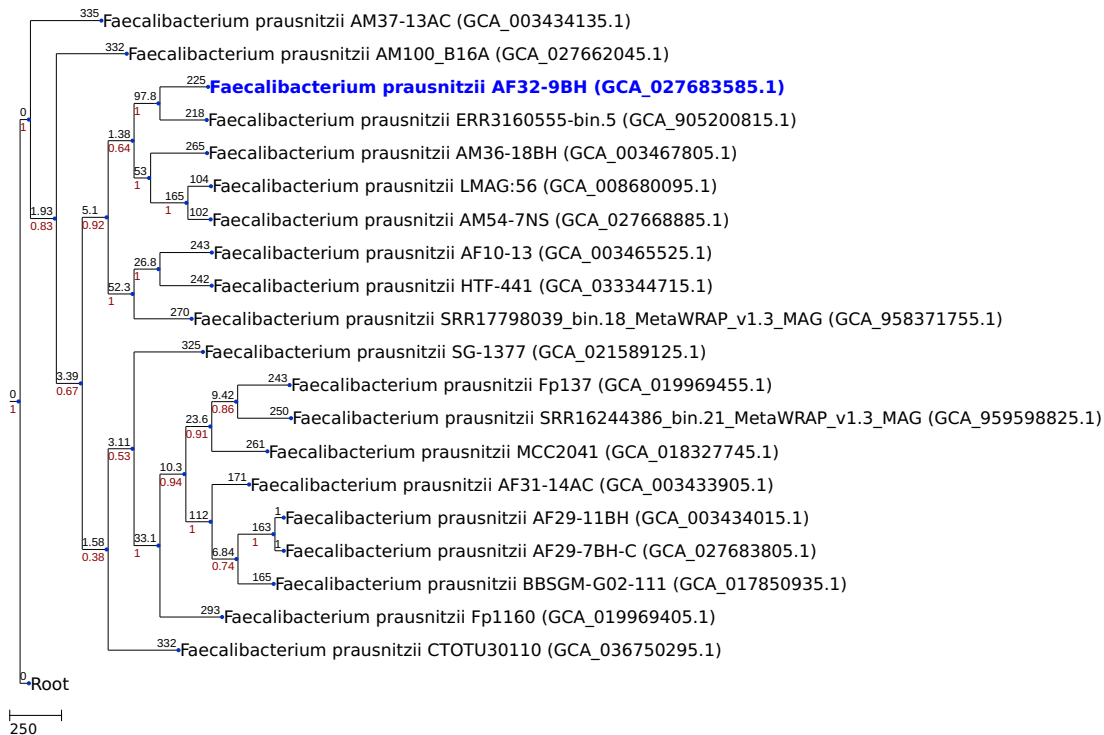 335 Faecalibacterium prausnitzii AM37-13AC (GCA_003434135.1)
332 Faecalibacterium prausnitzii AM100_B16A (GCA_027662045.1)
225 Faecalibacterium prausnitzii AF32-9BH (GCA_027683585.1)
97.8
1
0
1
218 Faecalibacterium prausnitzii ERR3160555-bin.5 (GCA_905200815.1)
1.38
0.64
265 Faecalibacterium prausnitzii AM36-18BH (GCA_003467805.1)
53
1
104 Faecalibacterium prausnitzii LMAG:56 (GCA_008680095.1)
165
1
102 Faecalibacterium prausnitzii AM54-7NS (GCA_027668885.1)
1.93
0.83
5.1
0.92
243 Faecalibacterium prausnitzii AF10-13 (GCA_003465525.1)
26.8
1
242 Faecalibacterium prausnitzii HTF-441 (GCA_033344715.1)
52.3
1
270 Faecalibacterium prausnitzii SRR17798039_bin.18_MetaWRAP_v1.3_MAG (GCA_958371755.1)
325 Faecalibacterium prausnitzii SG-1377 (GCA_021589125.1)
3.39
0.67
243 Faecalibacterium prausnitzii Fp137 (GCA_019969455.1)
0
1
9.42
0.86
250 Faecalibacterium prausnitzii SRR16244386_bin.21_MetaWRAP_v1.3_MAG (GCA_959598825.1)
23.6
0.91
3.11
0.53
261 Faecalibacterium prausnitzii MCC2041 (GCA_018327745.1)
10.3
0.94
171 Faecalibacterium prausnitzii AF31-14AC (GCA_003433905.1)
112
1
1 Faecalibacterium prausnitzii AF29-11BH (GCA_003434015.1)
163
1
1.58
0.38
33.1
1
1 Faecalibacterium prausnitzii AF29-7BH-C (GCA_027683805.1)
6.84
0.74
165 Faecalibacterium prausnitzii BBSGM-G02-111 (GCA_017850935.1)
293 Faecalibacterium prausnitzii Fp1160 (GCA_019969405.1)
332 Faecalibacterium prausnitzii CTOTU30110 (GCA_036750295.1)
0 Root
250